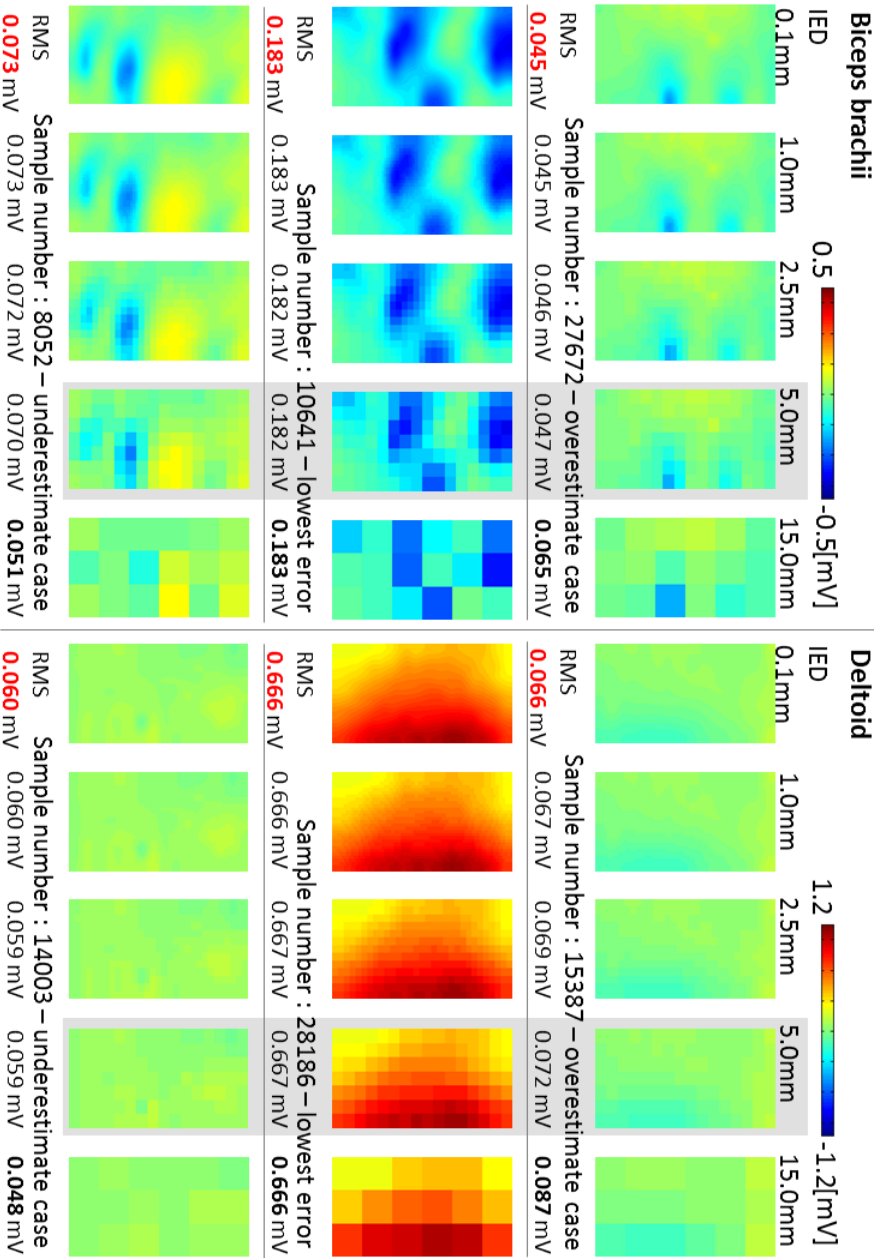 Biceps brachii
0.5 -0.5[mV]
IED
0.1mm 1.0mm 2.5mm 5.0mm 15.0mm
Sample number : 27672 – overestimate case
RMS
0.045 mV 0.045 mV 0.046 mV 0.047 mV 0.065 mV
Sample number : 10641 – lowest error
RMS
0.183 mV 0.183 mV 0.182 mV 0.182 mV 0.183 mV
Sample number : 8052 – underestimate case
RMS
0.073 mV 0.073 mV 0.072 mV 0.070 mV 0.051 mV
Deltoid
1.2 -1.2[mV]
IED
0.1mm 1.0mm 2.5mm 5.0mm 15.0mm
Sample number : 15387 – overestimate case
RMS
0.066 mV 0.067 mV 0.069 mV 0.072 mV 0.087 mV
Sample number : 28186 – lowest error
RMS
0.666 mV 0.666 mV 0.667 mV 0.667 mV 0.666 mV
Sample number : 14003 – underestimate case
RMS
0.060 mV 0.060 mV 0.059 mV 0.059 mV 0.048 mV